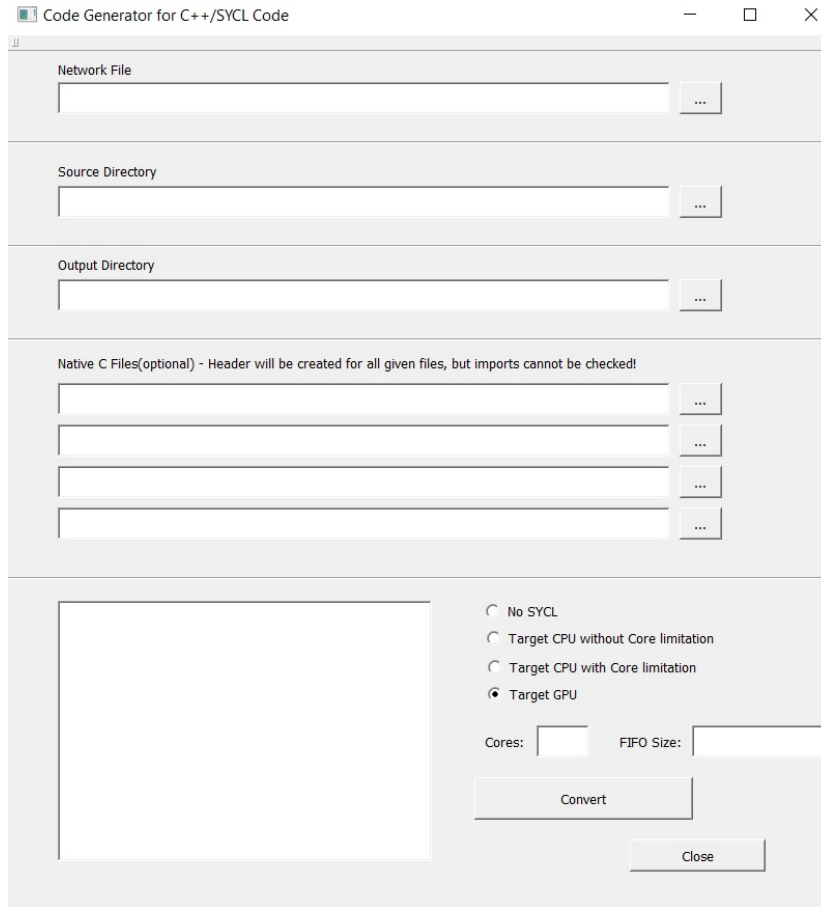 Code Generator for C++/SYCL Code
Network File
...
Source Directory
...
Output Directory
...
Native C Files(optional) - Header will be created for all given files, but imports cannot be checked!
...
...
...
...
No SYCL
Target CPU without Core limitation
Target CPU with Core limitation
Target GPU
Cores: FIFO Size:
Convert
Close